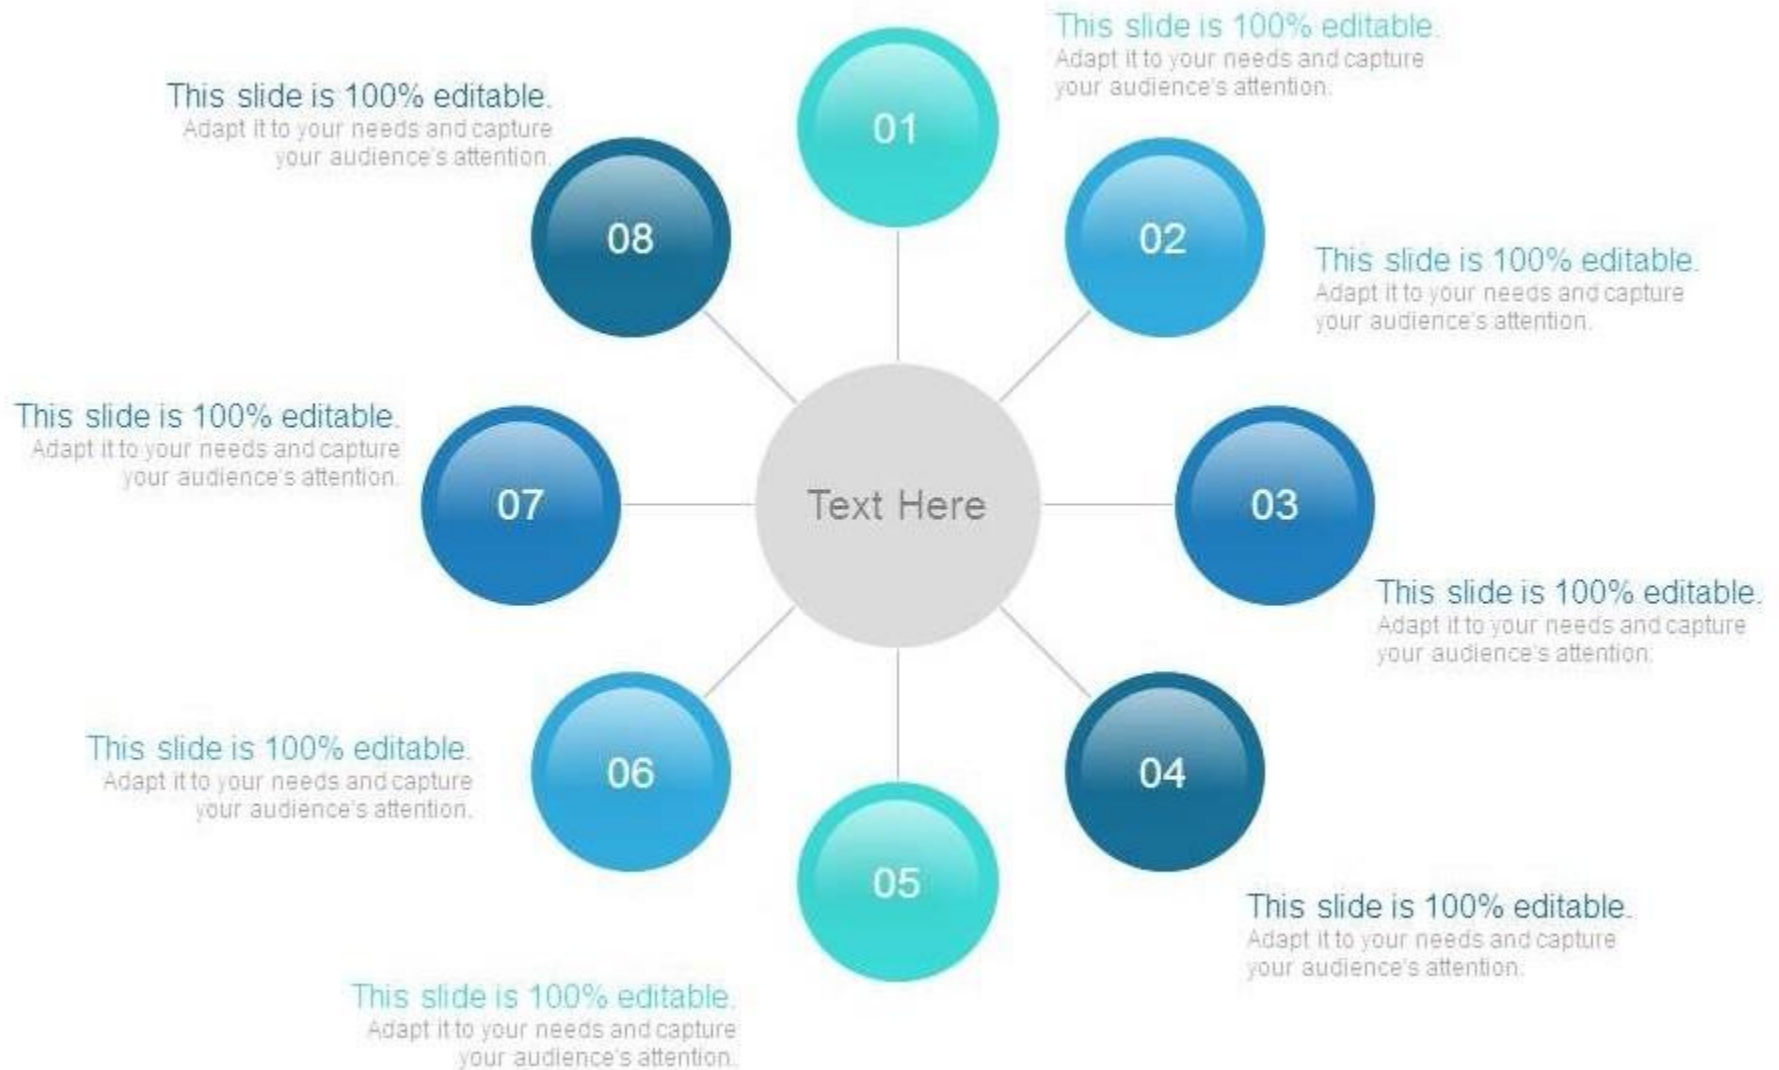 01
This slide is 100% editable.
Adapt it to your needs and capture
your audience's attention.
02
This slide is 100% editable.
Adapt it to your needs and capture
your audience's attention.
03
This slide is 100% editable.
Adapt it to your needs and capture
your audience's attention.
04
This slide is 100% editable.
Adapt it to your needs and capture
your audience's attention.
05
This slide is 100% editable.
Adapt it to your needs and capture
your audience's attention.
06
This slide is 100% editable.
Adapt it to your needs and capture
your audience's attention.
07
This slide is 100% editable.
Adapt it to your needs and capture
your audience's attention.
08
This slide is 100% editable.
Adapt it to your needs and capture
your audience's attention.
Text Here